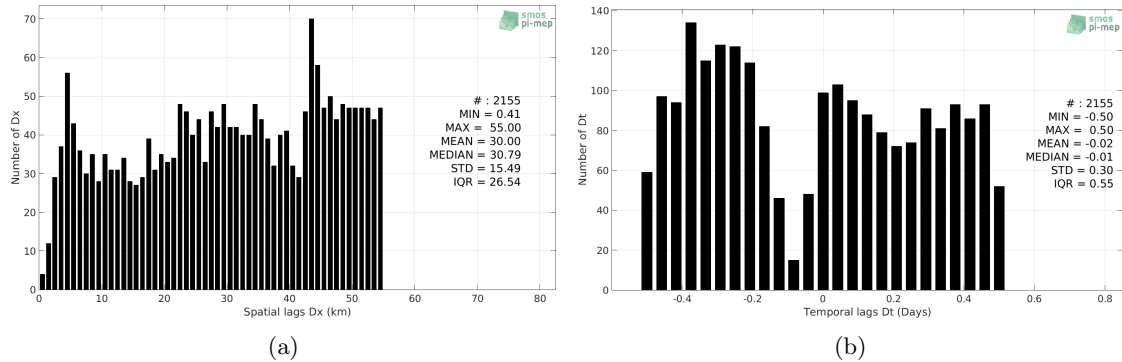 70
60
50
40
30
20
10
0
Number of Dx
0 10 20 30 40 50 60 70 80
Spatial lags Dx (km)
smos
pi-mep
# : 2155
MIN = 0.41
MAX = 55.00
MEAN = 30.00
MEDIAN = 30.79
STD = 15.49
IQR = 26.54
(a)
140
120
100
80
60
40
20
0
Number of Dt
-0.4 -0.2 0 0.2 0.4 0.6 0.8
Temporal lags Dt (Days)
smos
pi-mep
# : 2155
MIN = -0.50
MAX = 0.50
MEAN = -0.02
MEDIAN = -0.01
STD = 0.30
IQR = 0.55
(b)